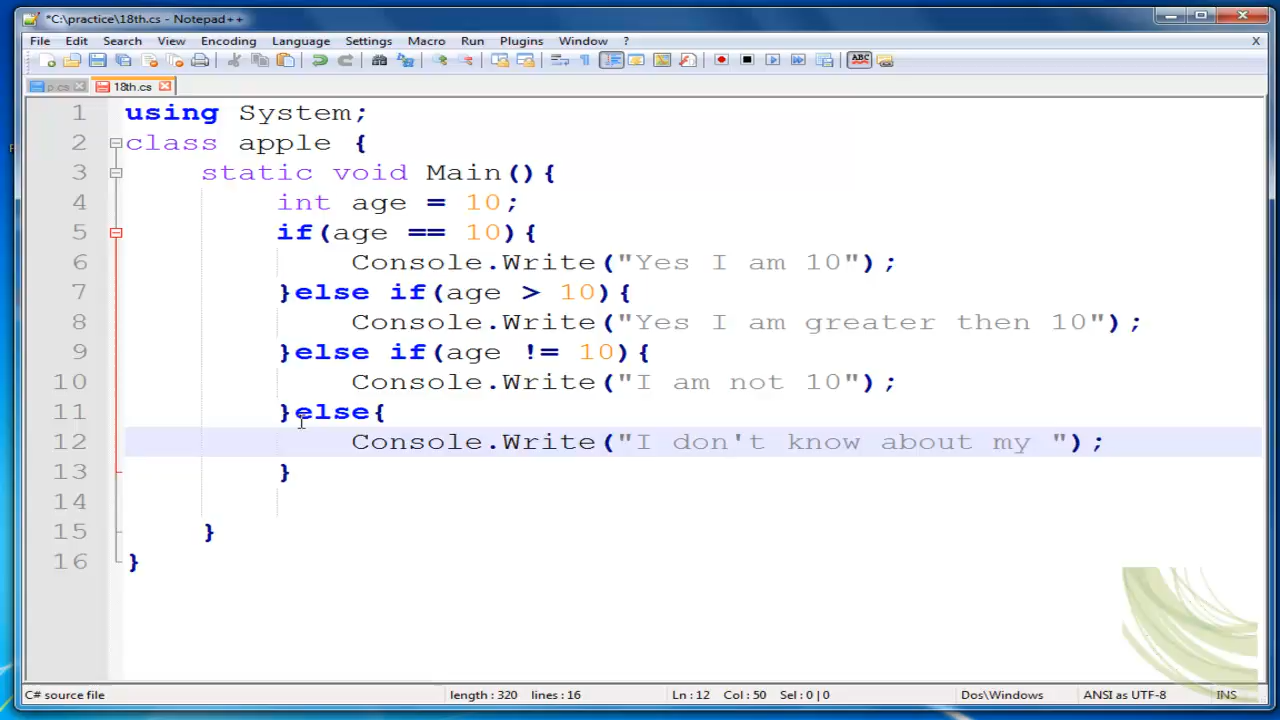 *C:\practice\18th.cs - Notepad++
File Edit Search View Encoding Language Settings Macro Run Plugins Window ? X
ABC
p.cs 18th.cs
1 using System;
2 class apple {
3 static void Main(){
4 int age = 10;
5 if(age == 10){
6 Console.Write("Yes I am 10");
7 }else if(age > 10){
8 Console.Write("Yes I am greater then 10");
9 }else if(age != 10){
10 Console.Write("I am not 10");
11 }else{
12 Console.Write("I don't know about my ");
13 }
14
15 }
16 }
C# source file length : 320 lines : 16 Ln : 12 Col : 50 Sel : 0 | 0 Dos\Windows ANSI as UTF-8 INS